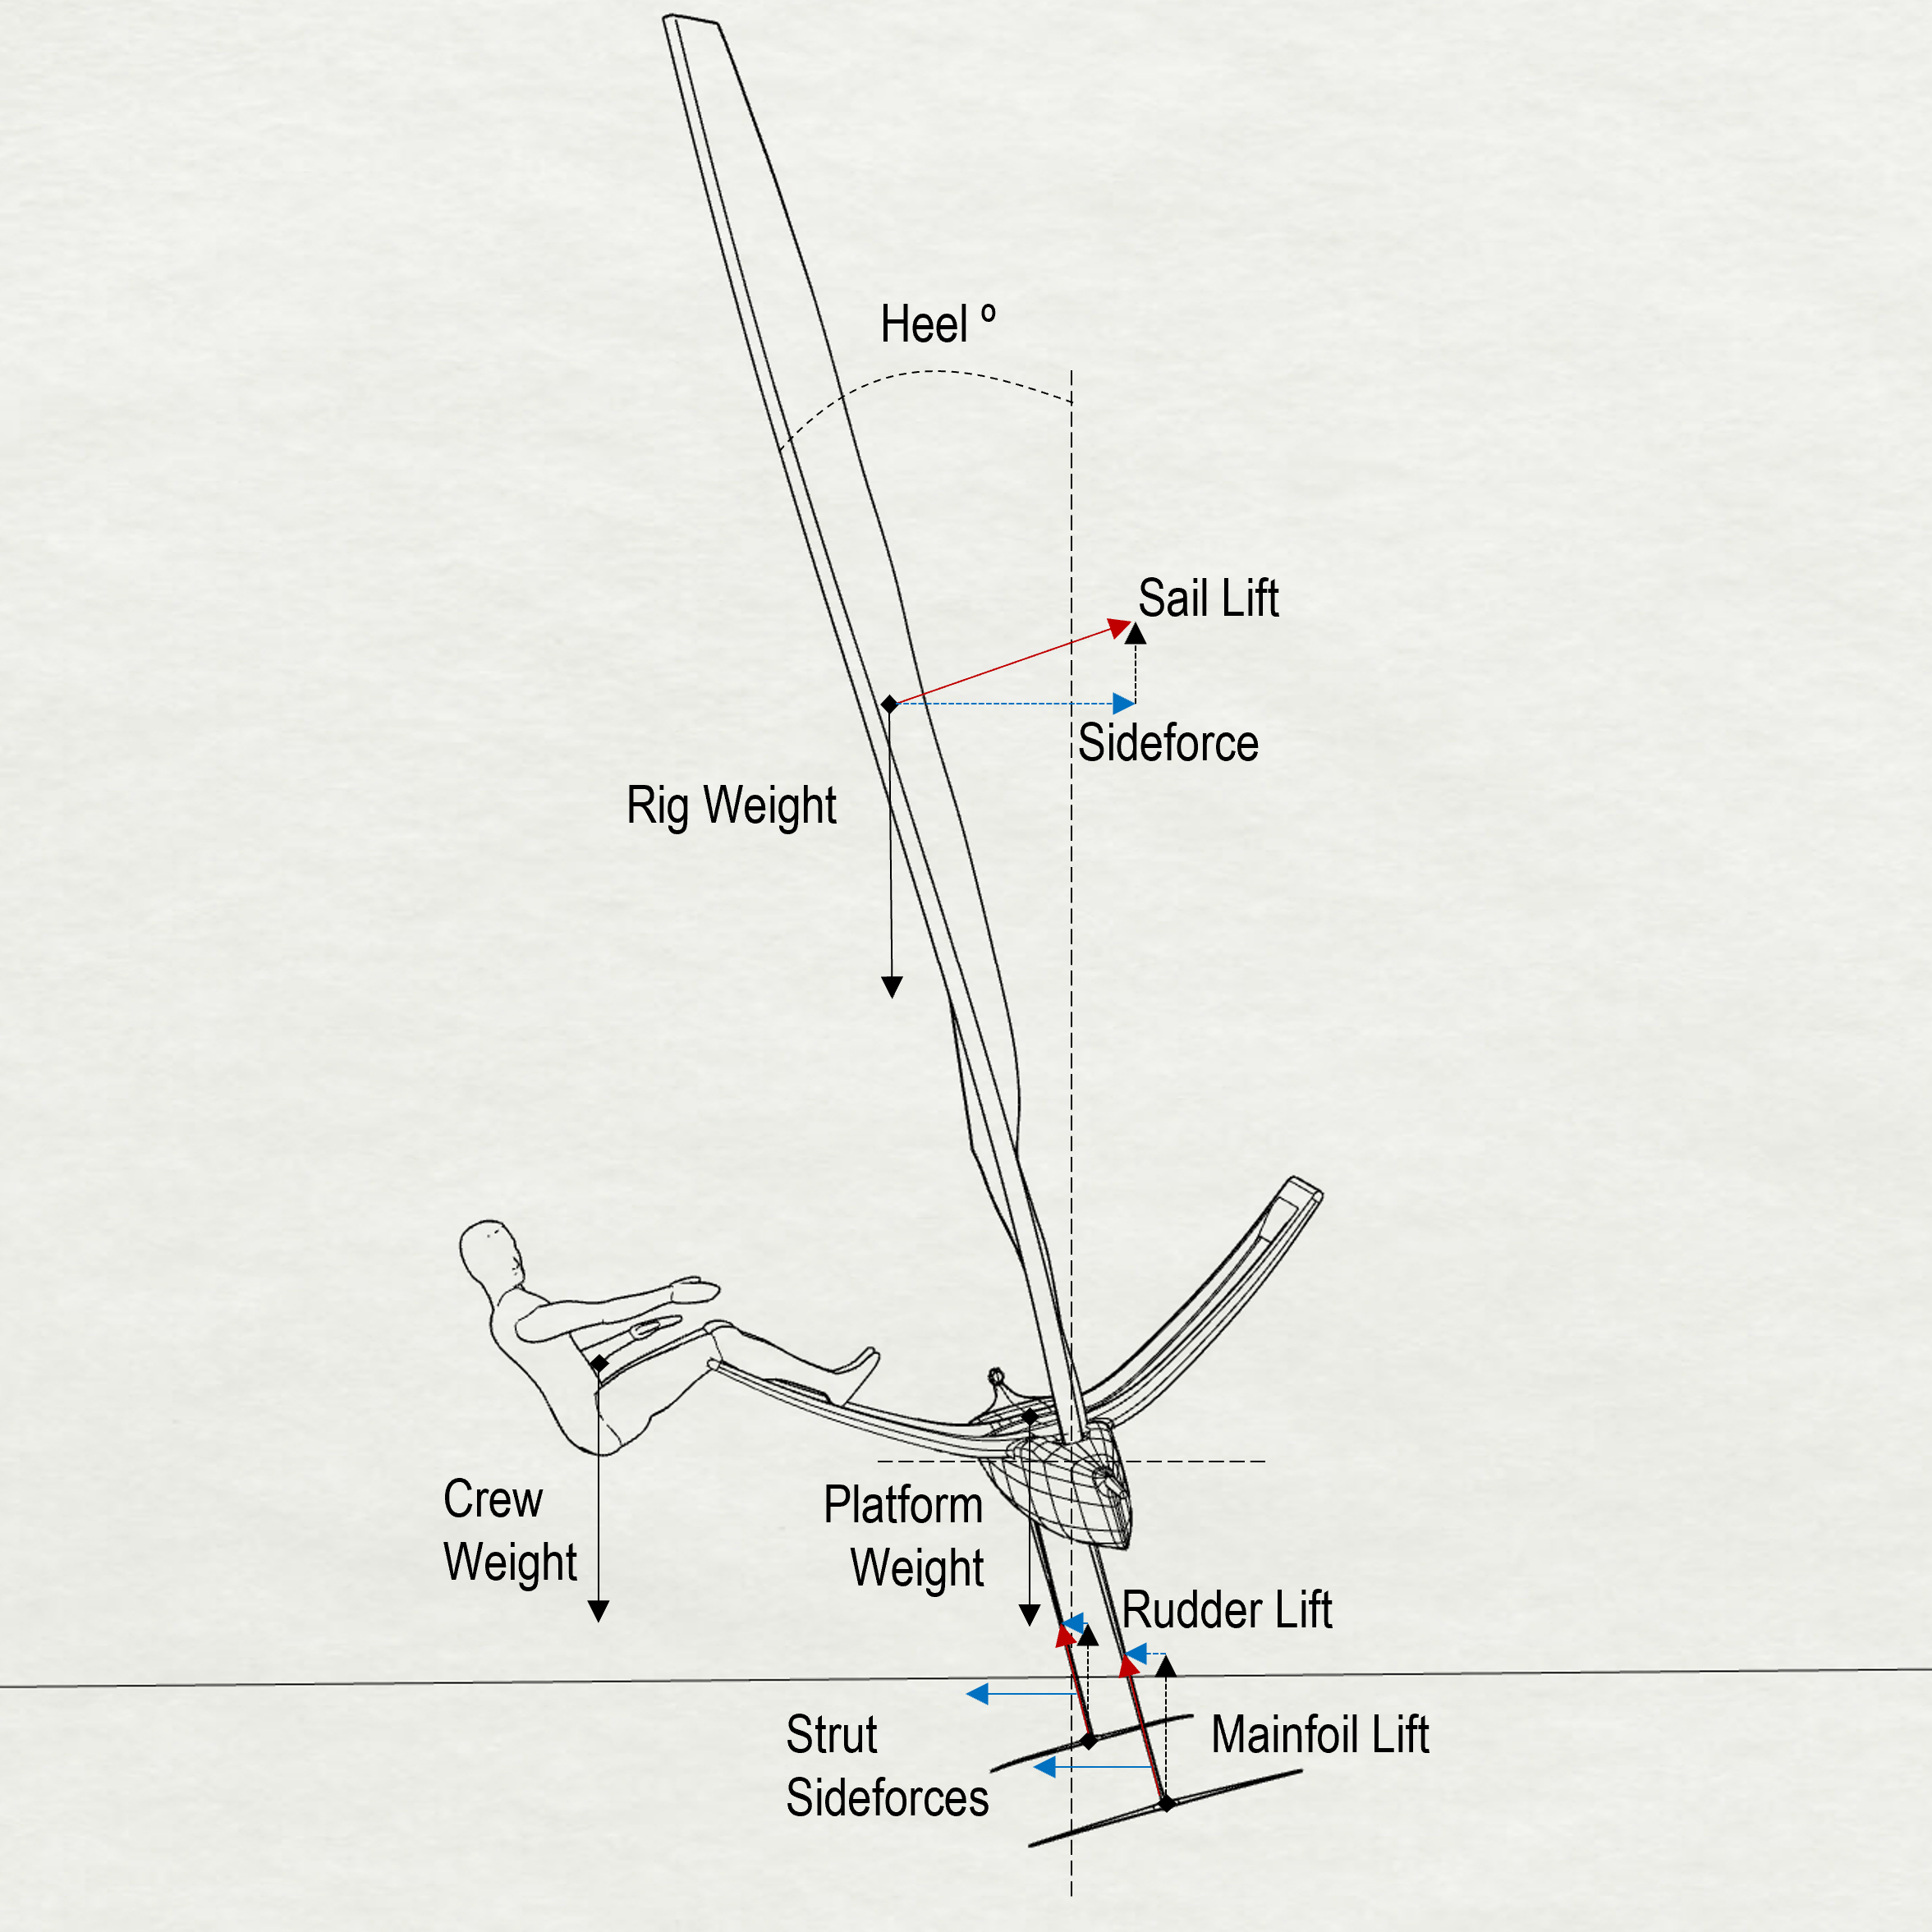 Heel º
Sail Lift
Sideforce
Rig Weight
Crew
Weight
Platform
Weight
Rudder Lift
Strut
Sideforces
Mainfoil Lift